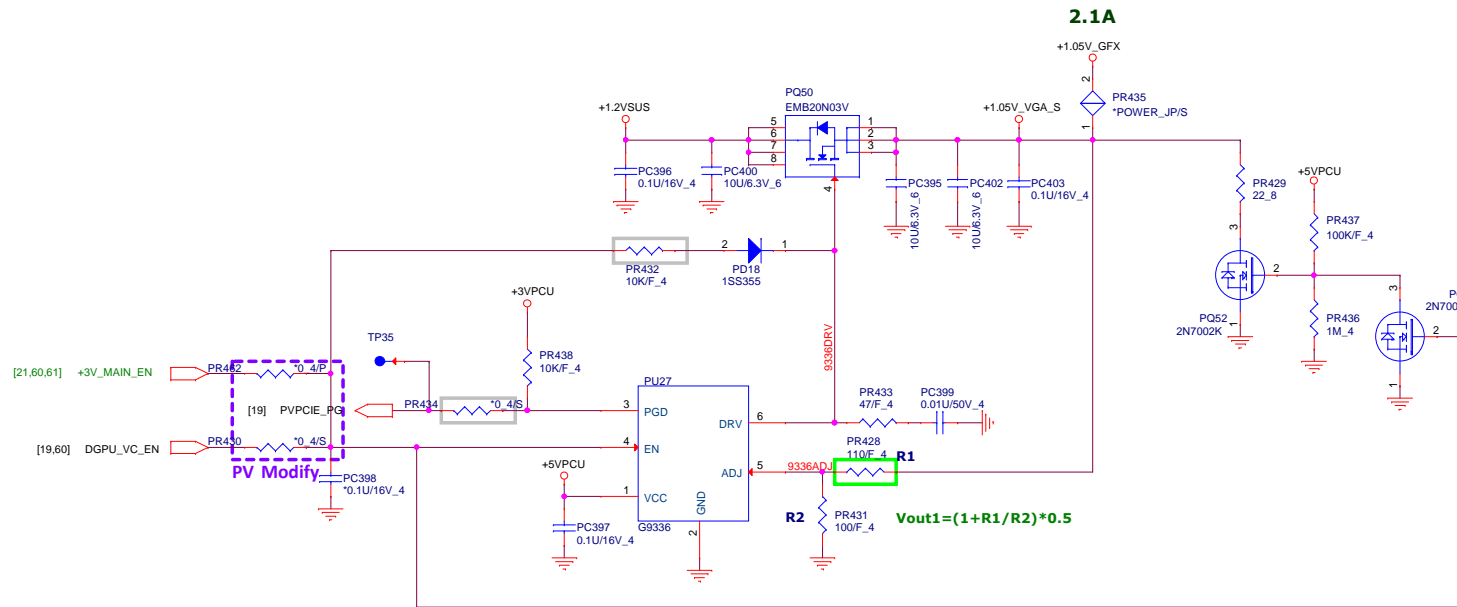 2.1A
+1.05V_GFX
2
PR435
*POWER_JP/S
1
PQ50
EMB20N03V
+1.2VSUS
+1.05V_VGA_S
5
6
7
8
1
2
3
4
PC396
0.1U/16V_4
PC400
10U/6.3V_6
PC395
10U/6.3V_6
PC402
10U/6.3V_6
PC403
0.1U/16V_4
PR429
22_8
+5VPCU
PR437
100K/F_4
3
2
1
PQ52
2N7002K
PR436
1M_4
3
2
1
2N700
PR432
10K/F_4
2
1
PD18
1SS355
+3VPCU
TP35
PR438
10K/F_4
9336DRV
[21,60,61] +3V_MAIN_EN
PR462
*0_4/P
[19] PVPCIE_PG
PR434
*0_4/S
[19,60] DGPU_VC_EN
PR430
*0_4/S
PV Modify
PC398
*0.1U/16V_4
PU27
3
PGD
4
EN
1
VCC
DRV
6
ADJ
5
GND
2
G9336
+5VPCU
PC397
0.1U/16V_4
PR433
47/F_4
PC399
0.01U/50V_4
PR428
110/F_4
R1
9336ADJ
R2
PR431
100/F_4
Vout1=(1+R1/R2)*0.5